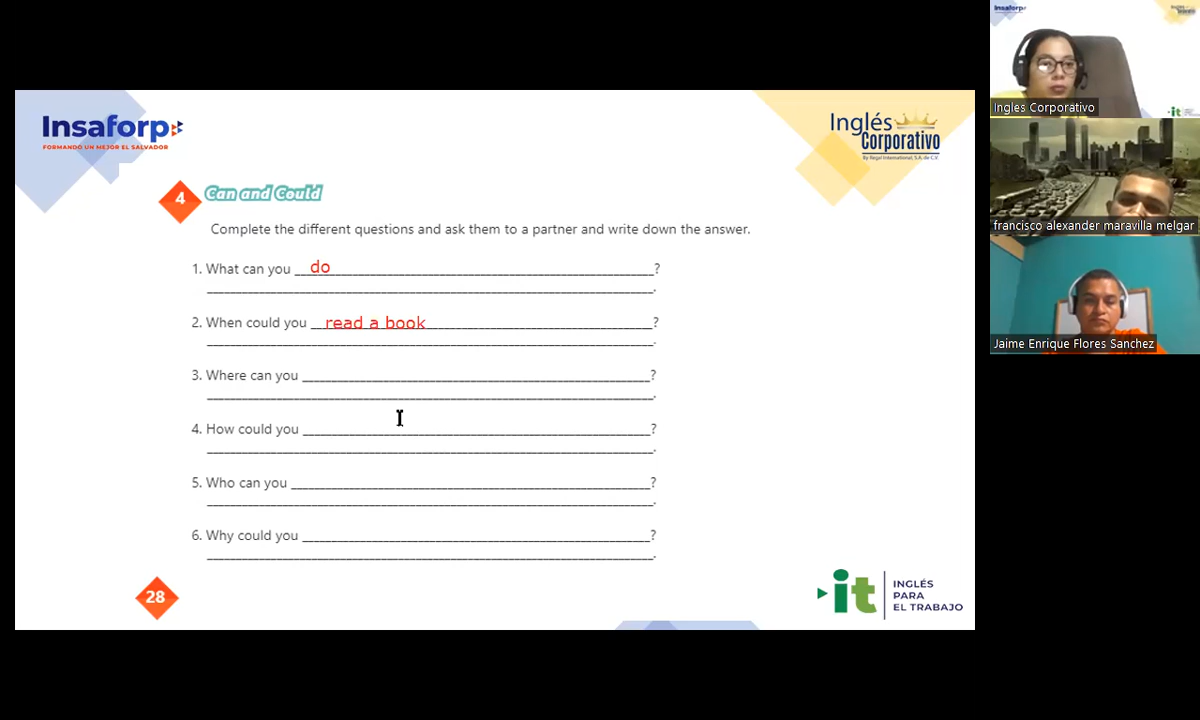 Insaforp
FORMANDO UN MEJOR EL SALVADOR
Inglés
Corporativo
By Regal International, S.A. de C.V.
4
Can and Could
Complete the different questions and ask them to a partner and write down the answer.
1. What can you do ?
.
2. When could you read a book ?
.
3. Where can you ?
.
4. How could you ?
.
5. Who can you ?
.
6. Why could you ?
.
28
it
INGLÉS
PARA
EL TRABAJO
Insaforp
Ingles Corporativo
it
francisco alexander maravilla melgar
Jaime Enrique Flores Sanchez